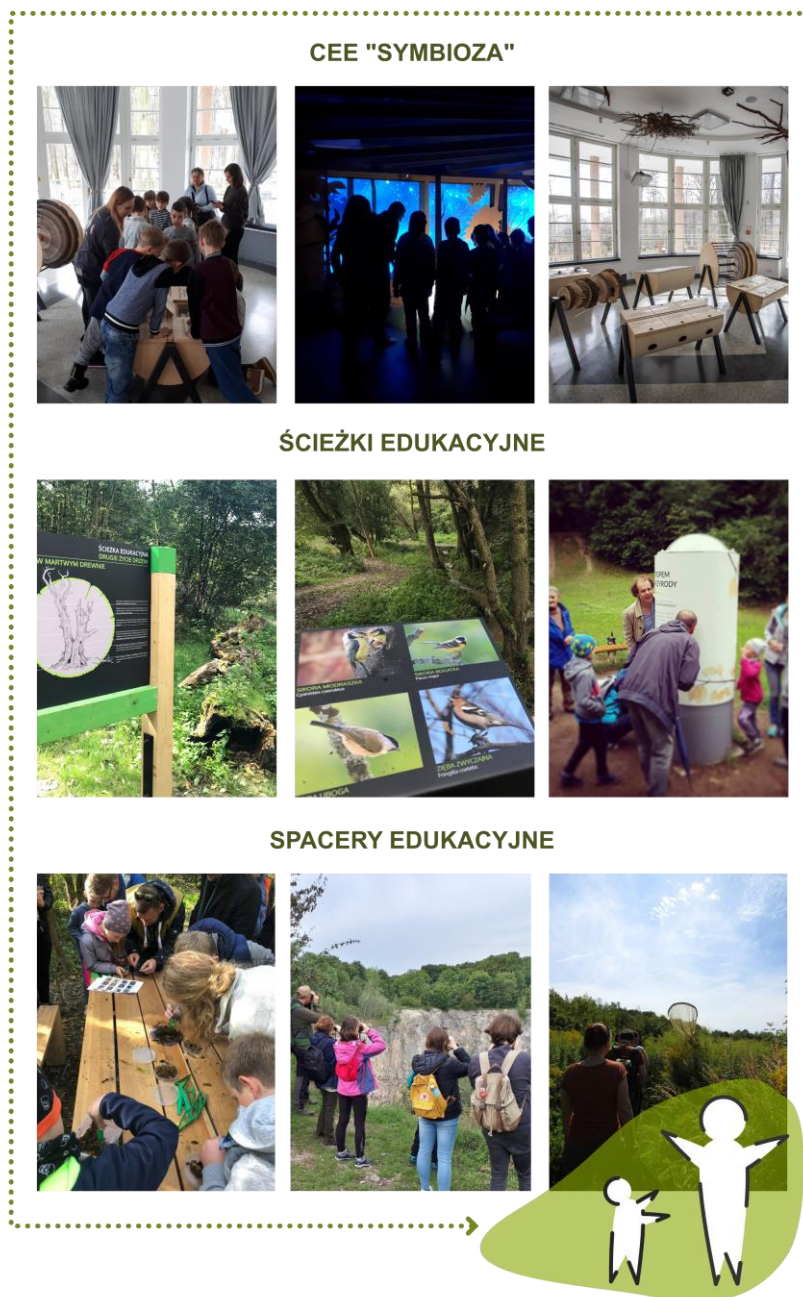 CEE "SYMBIOZA"
ŚCIEŻKI EDUKACYJNE
ŚCIEŻKA EDUKACYJNA
DRUGIE ŻYCIE DRZEW
W MARTWYM DREWNIE
SIKORA MODRASZKA
Cyanistes caeruleus
SIKORA BOGATKA
Parus major
UBOGA
ZIĘBA ZWYCZAJNA
Fringilla coelebs
SPACERY EDUKACYJNE